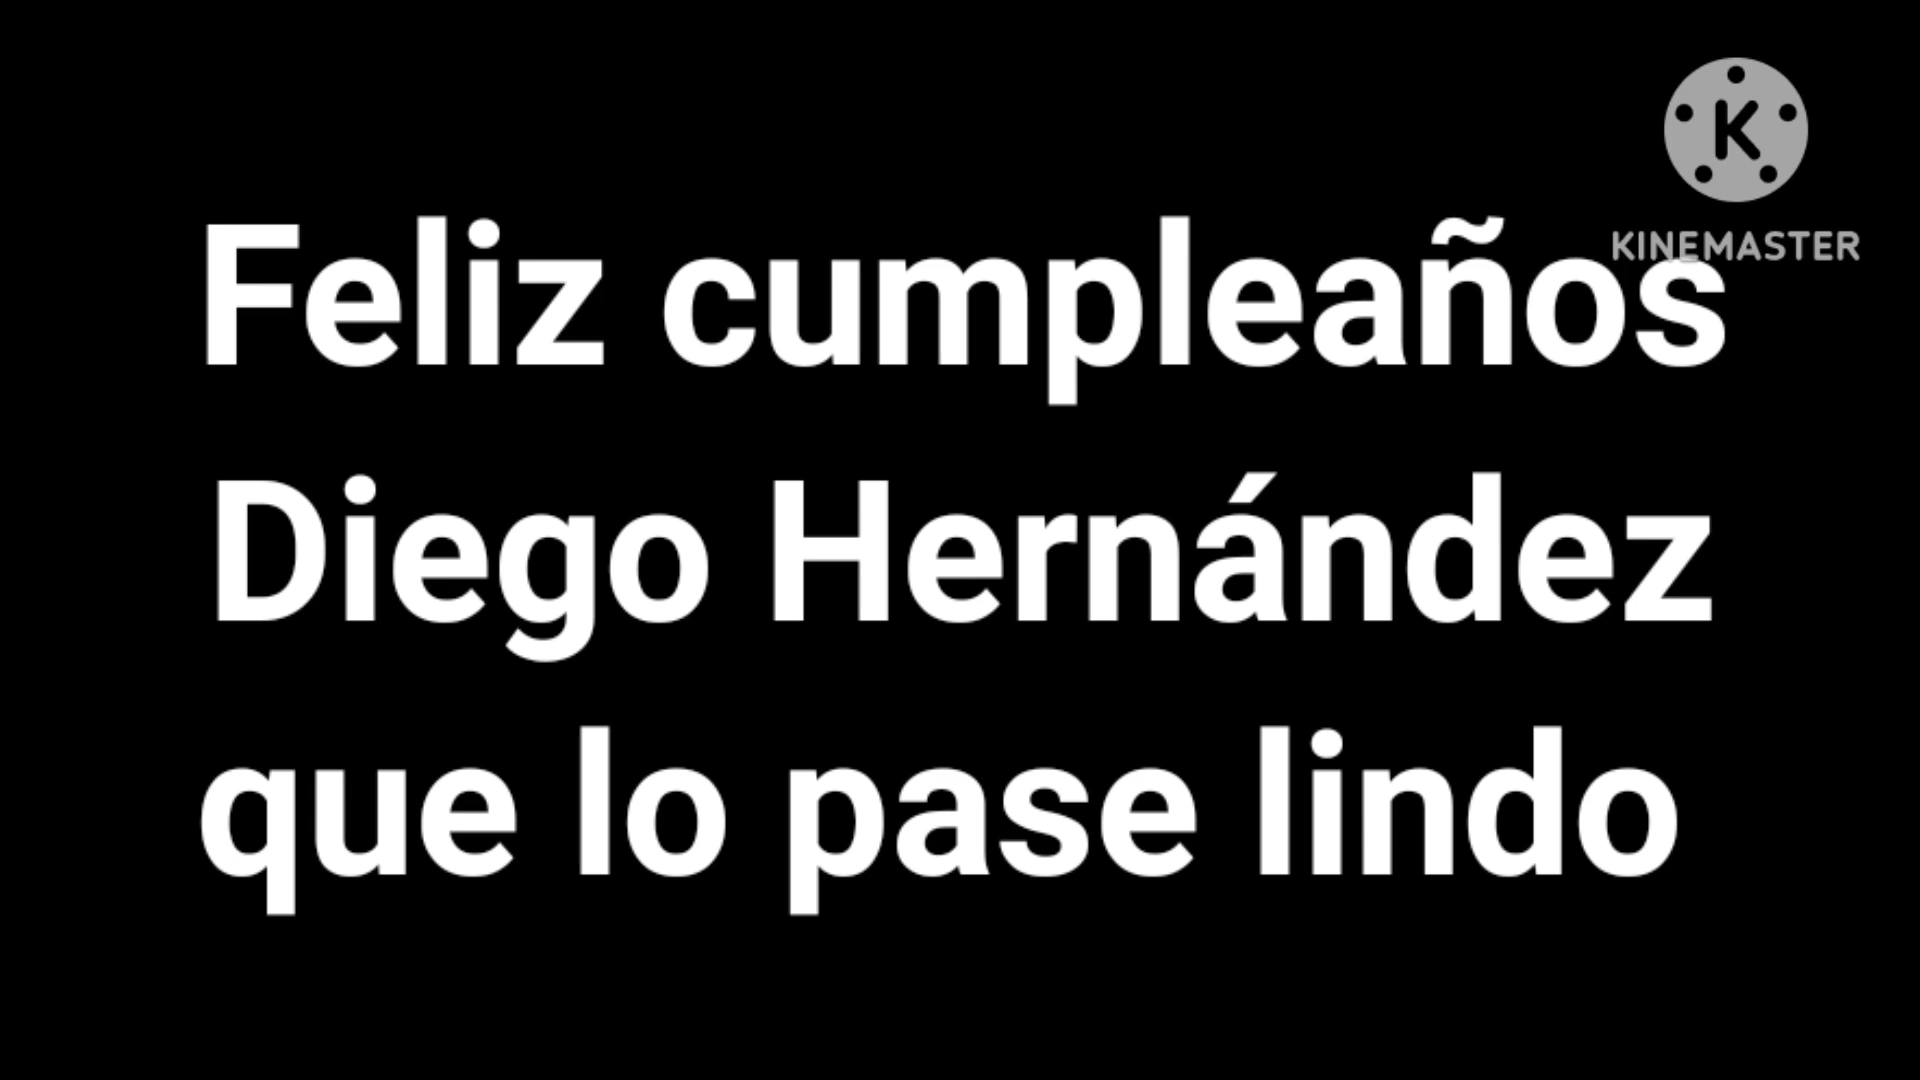 K
KINEMASTER
Feliz cumpleaños
Diego Hernández
que lo pase lindo